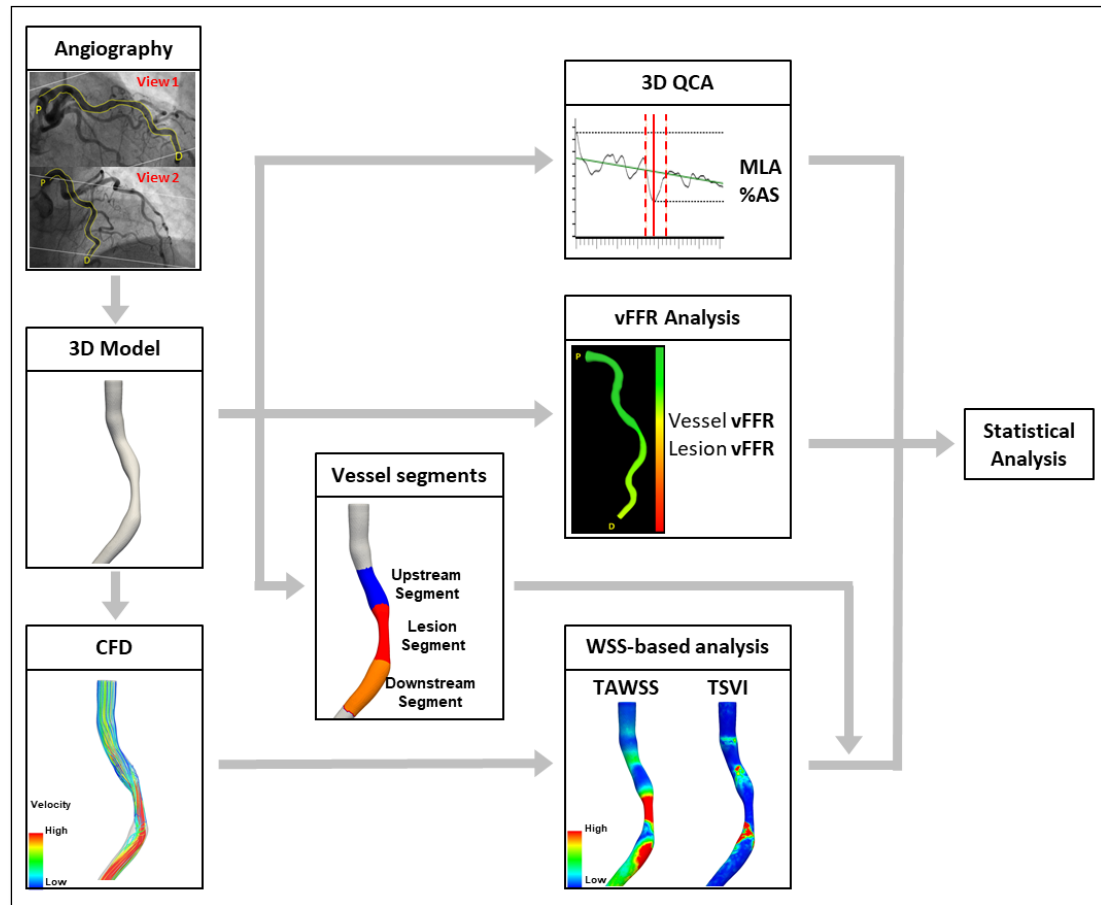 Angiography
View 1
P
D
View 2
P
D
3D Model
CFD
Velocity
High
Low
Vessel segments
Upstream
Segment
Lesion
Segment
Downstream
Segment
3D QCA
MLA
%AS
vFFR Analysis
P
Vessel vFFR
Lesion vFFR
D
WSS-based analysis
TAWSS TSVI
High
Low
Statistical
Analysis